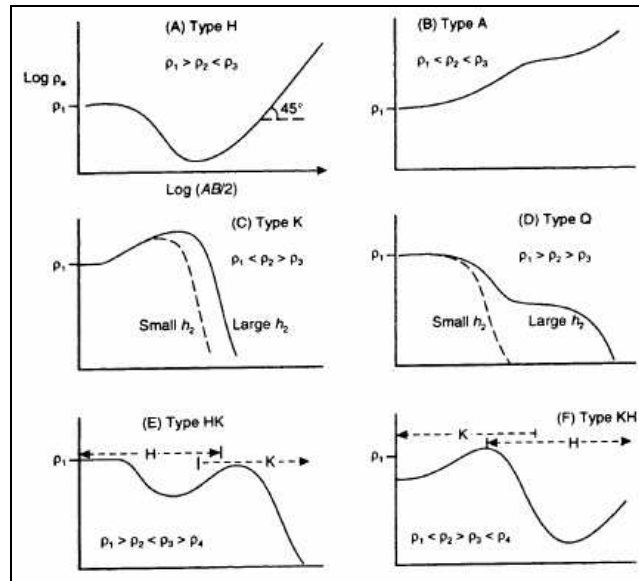 (A) Type H
ρ₁ > ρ₂ < ρ₃
Log ρₐ
ρ₁
45°
Log (AB/2)
(B) Type A
ρ₁ < ρ₂ < ρ₃
ρ₁
(C) Type K
ρ₁
ρ₁ < ρ₂ > ρ₃
Small h₂
Large h₂
(D) Type Q
ρ₁
ρ₁ > ρ₂ > ρ₃
Small h₂
Large h₂
(E) Type HK
ρ₁
H
K
ρ₁ > ρ₂ < ρ₃ > ρ₄
(F) Type KH
K
H
ρ₁
ρ₁ < ρ₂ > ρ₃ < ρ₄